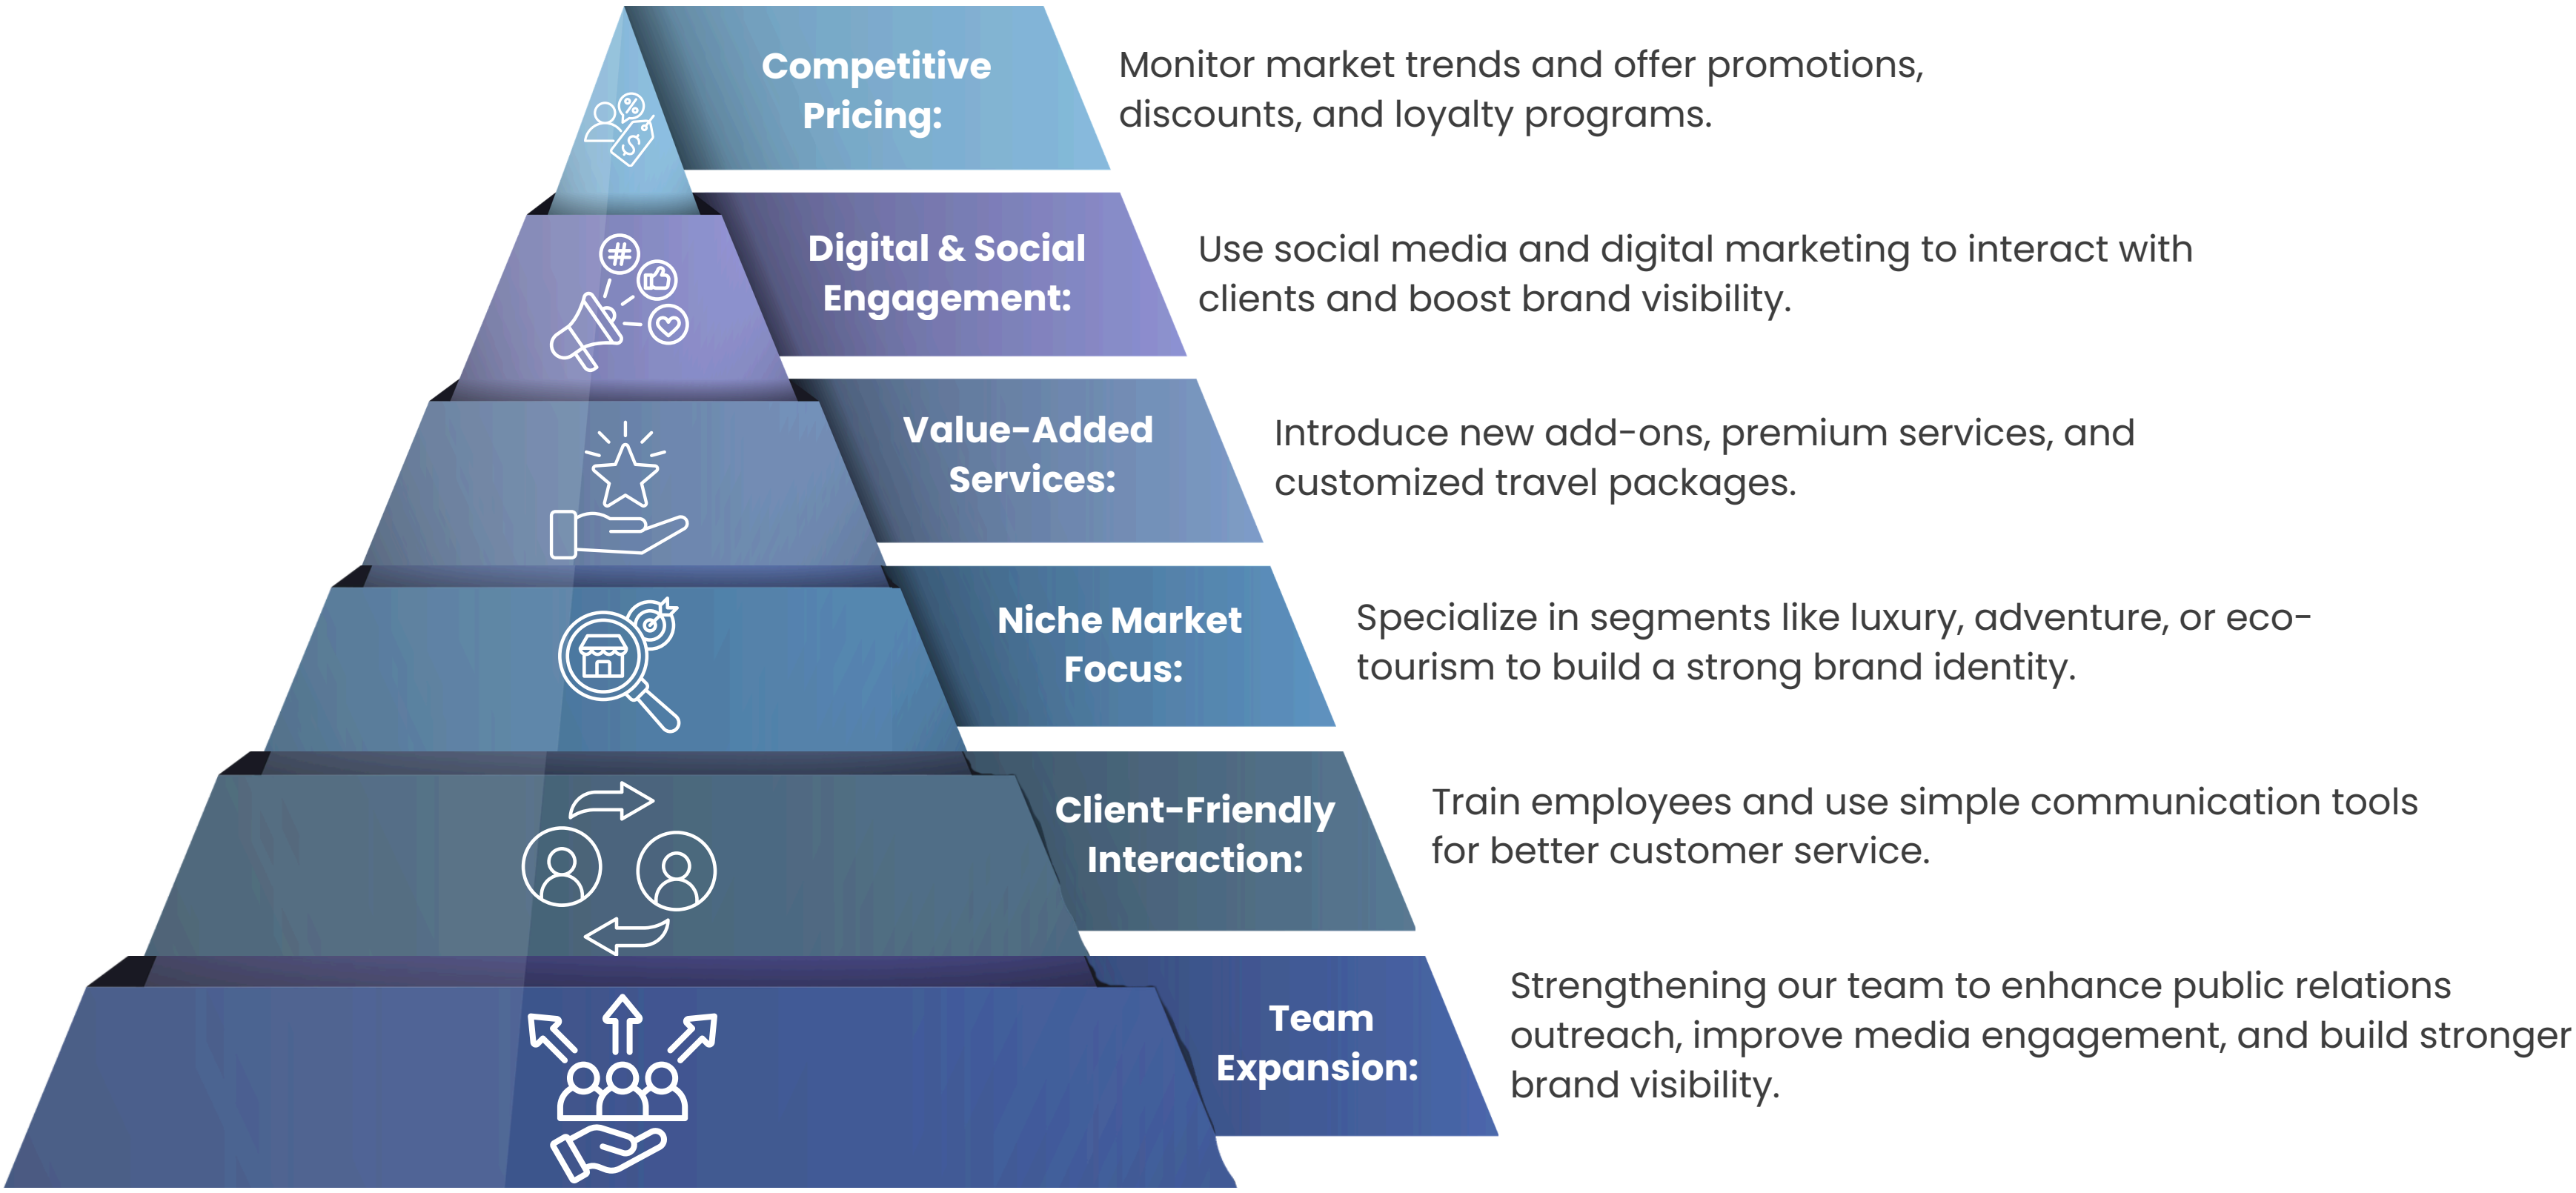 Competitive
Pricing:
Monitor market trends and offer promotions,
discounts, and loyalty programs.
Digital & Social
Engagement:
Use social media and digital marketing to interact with
clients and boost brand visibility.
Value-Added
Services:
Introduce new add-ons, premium services, and
customized travel packages.
Niche Market
Focus:
Specialize in segments like luxury, adventure, or eco-
tourism to build a strong brand identity.
Client-Friendly
Interaction:
Train employees and use simple communication tools
for better customer service.
Team
Expansion:
Strengthening our team to enhance public relations
outreach, improve media engagement, and build stronger
brand visibility.